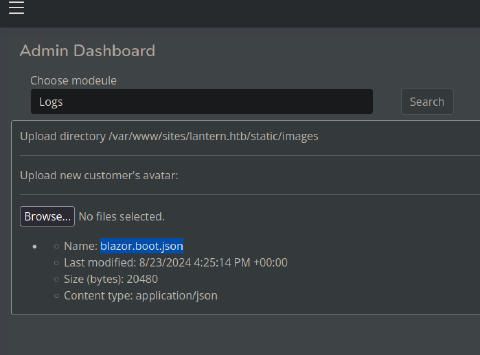 Admin Dashboard
Choose modeule
Logs
Search
Upload directory /var/www/sites/lantern.htb/static/images
Upload new customer's avatar:
Browse... No files selected.
Name: blazor.boot.json
Last modified: 8/23/2024 4:25:14 PM +00:00
Size (bytes): 20480
Content type: application/json